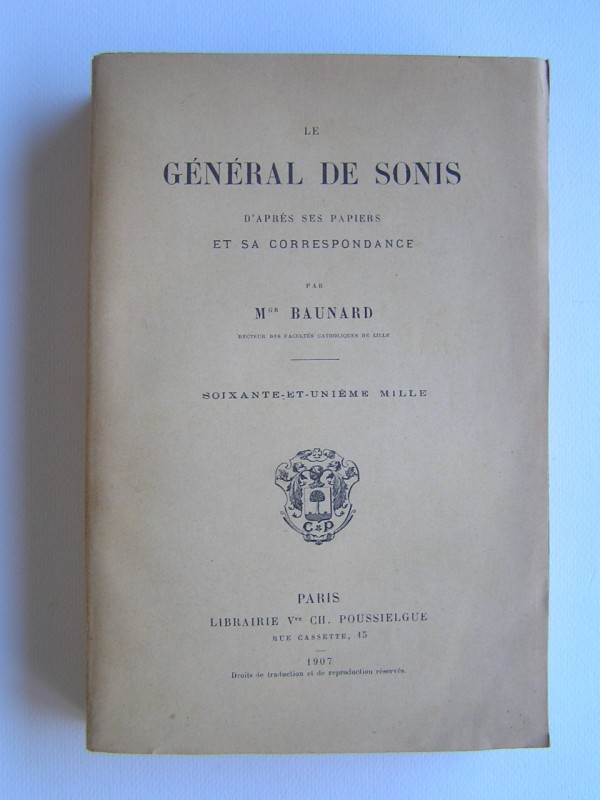 LE
GÉNÉRAL DE SONIS
D'APRÈS SES PAPIERS
ET SA CORRESPONDANCE
PAR
MGR BAUNARD
RECTEUR DES FACULTÉS CATHOLIQUES DE LILLE
SOIXANTE-ET-UNIÈME MILLE
C P
PARIS
LIBRAIRIE Vve CH. POUSSIELGUE
RUE CASSETTE, 15
1907
Droits de traduction et de reproduction réservés.